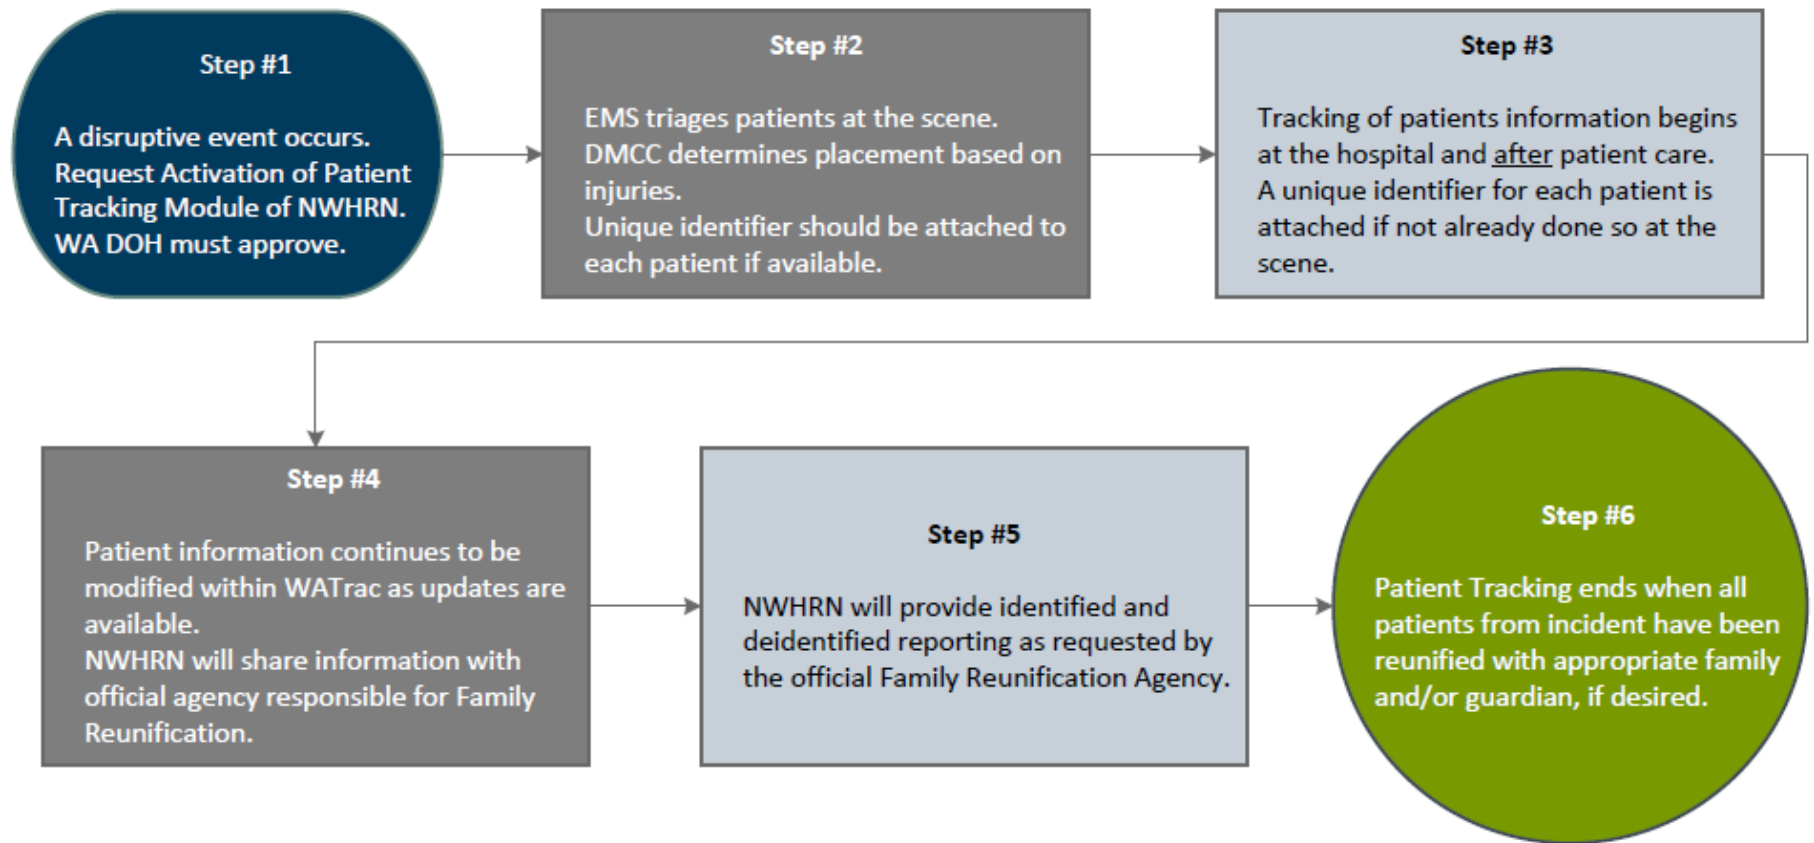 Step #1
A disruptive event occurs.
Request Activation of Patient
Tracking Module of NWHRN.
WA DOH must approve.
Step #2
EMS triages patients at the scene.
DMCC determines placement based on
injuries.
Unique identifier should be attached to
each patient if available.
Step #3
Tracking of patients information begins
at the hospital and after patient care.
A unique identifier for each patient is
attached if not already done so at the
scene.
Step #4
Patient information continues to be
modified within WATrac as updates are
available.
NWHRN will share information with
official agency responsible for Family
Reunification.
Step #5
NWHRN will provide identified and
deidentified reporting as requested by
the official Family Reunification Agency.
Step #6
Patient Tracking ends when all
patients from incident have been
reunified with appropriate family
and/or guardian, if desired.